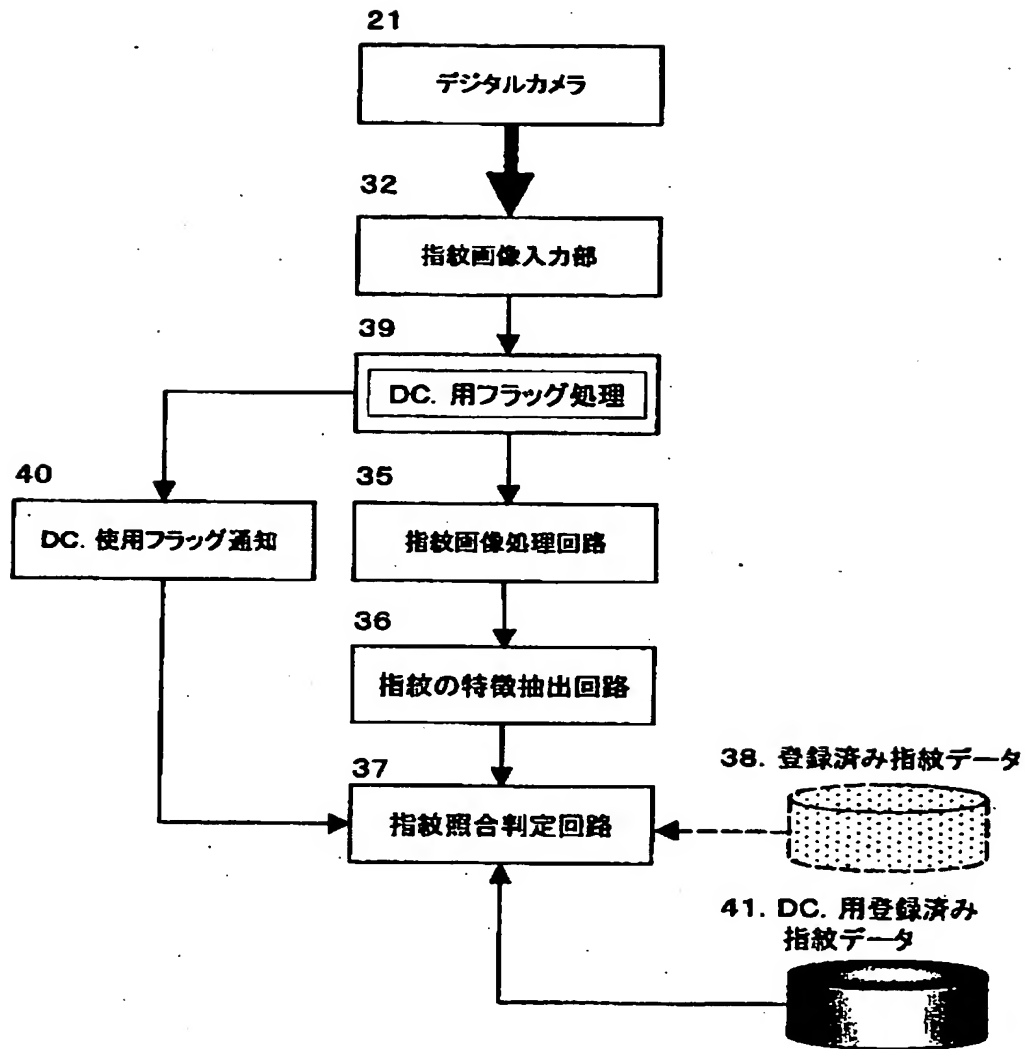 21
デジタルカメラ
32
指紋画像入力部
39
DC. 用フラッグ処理
40
DC. 使用フラッグ通知
35
指紋画像処理回路
36
指紋の特徴抽出回路
37
指紋照合判定回路
38. 登録済み指紋データ
41. DC. 用登録済み
指紋データ